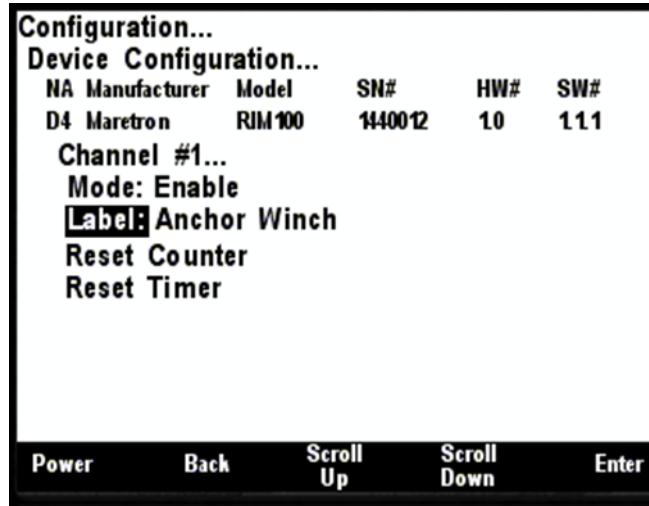 Configuration...
Device Configuration...
NA Manufacturer Model SN# HW# SW#
D4 Maretron RIM100 1440012 1.0 1.1.1
Channel #1...
Mode: Enable
Label: Anchor Winch
Reset Counter
Reset Timer
Power Back Scroll Up Scroll Down Enter